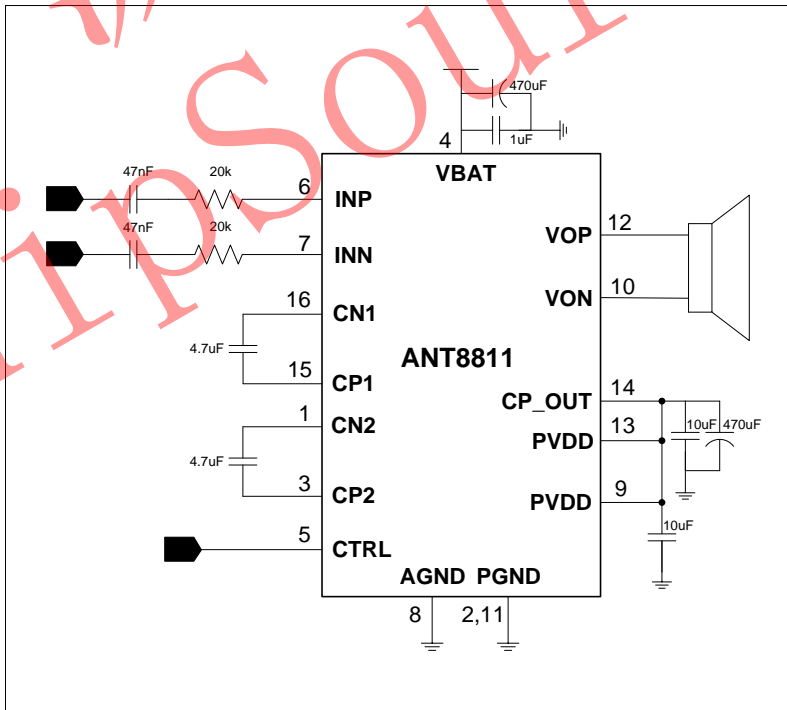 ipSour
470uF
1uF
4
VBAT
47nF
20k
6
INP
47nF
20k
7
INN
12
VOP
10
VON
16
CN1
4.7uF
15
CP1
ANT8811
1
CN2
4.7uF
3
CP2
14
CP_OUT
10uF
470uF
13
PVDD
9
PVDD
10uF
5
CTRL
AGND
PGND
8
2,11